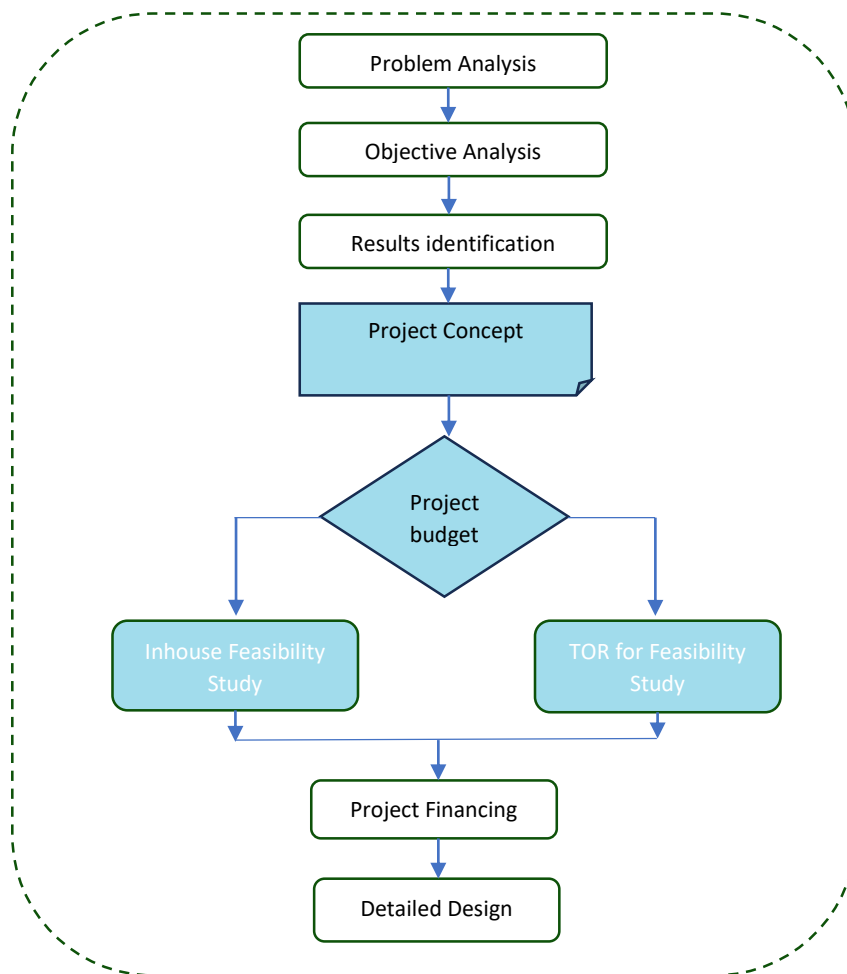 Problem Analysis
Objective Analysis
Results identification
Project Concept
Project
budget
Inhouse Feasibility
Study
TOR for Feasibility
Study
Project Financing
Detailed Design